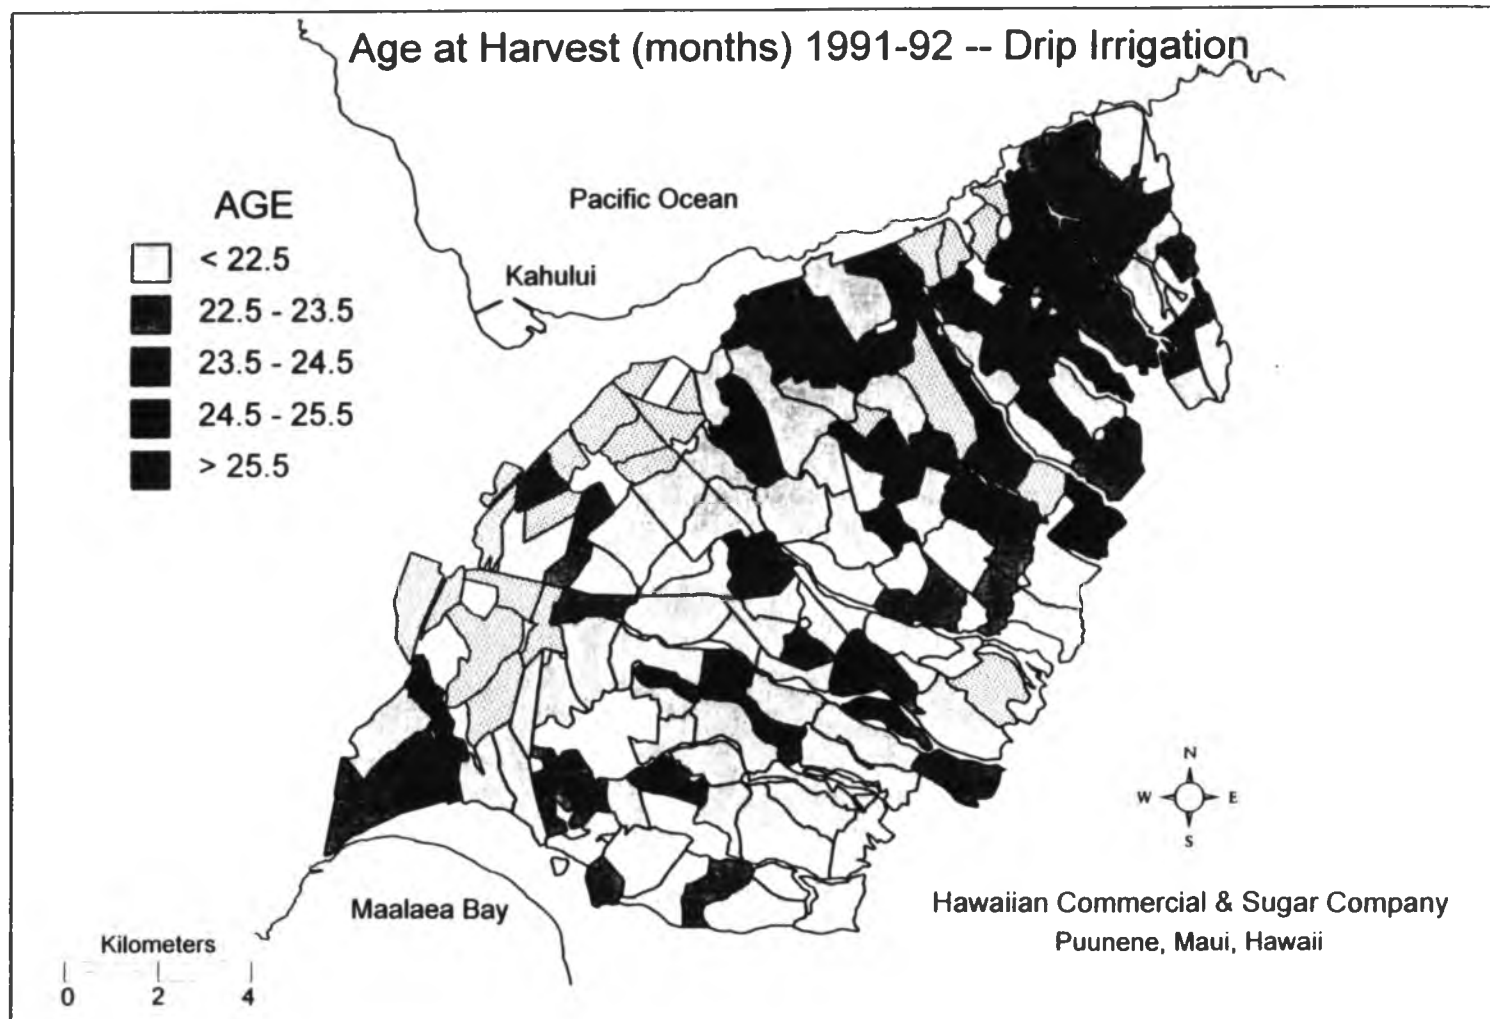 Age at Harvest (months) 1991-92 -- Drip Irrigation
Pacific Ocean
AGE
< 22.5
22.5 - 23.5
23.5 - 24.5
24.5 - 25.5
> 25.5
Kahului
N
W E
S
Maalaea Bay
Hawaiian Commercial & Sugar Company
Puunene, Maui, Hawaii
Kilometers
0 2 4